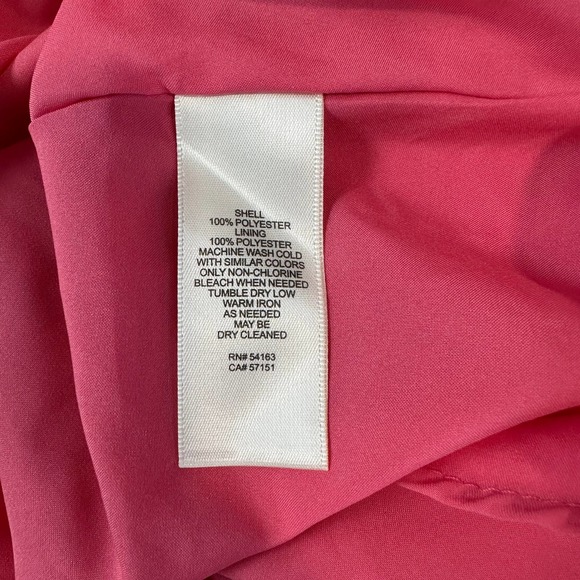 SHELL
100% POLYESTER
LINING
100% POLYESTER
MACHINE WASH COLD
WITH SIMILAR COLORS
ONLY NON-CHLORINE
BLEACH WHEN NEEDED
TUMBLE DRY LOW
WARM IRON
AS NEEDED
MAY BE
DRY CLEANED
RN# 54163
CA# 57151